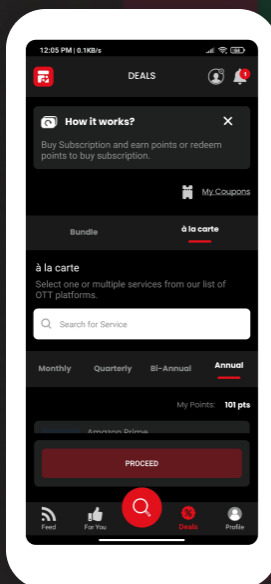 12:05 PM | 0.1KB/s
DEALS
How it works?
Buy Subscription and earn points or redeem
points to buy subscription.
My Coupons
Bundle à la carte
à la carte
Select one or multiple services from our list of
OTT platforms.
Search for Service
Monthly Quarterly Bi-Annual Annual
My Points: 101 pts
Amazon Prime
PROCEED
Feed For You Deals Profile